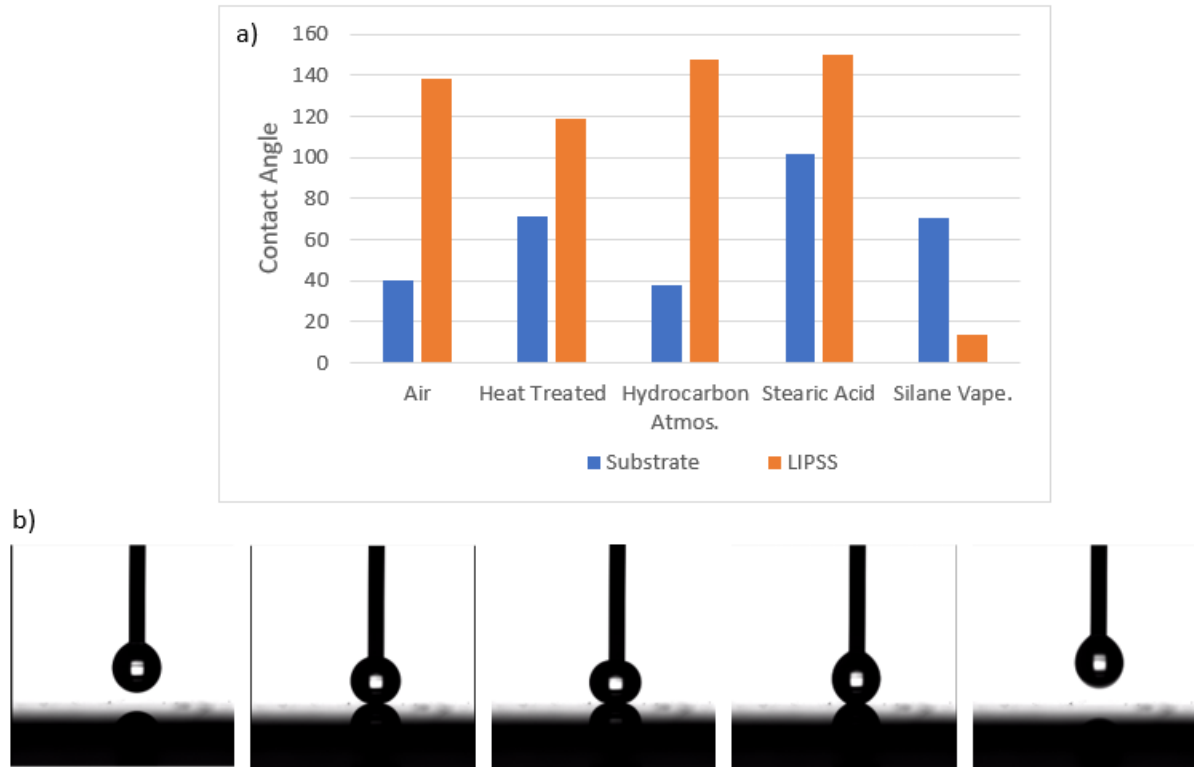 a)
160
140
120
100
80
60
40
20
0
Contact Angle
Air Heat Treated Hydrocarbon Stearic Acid Silane Vape.
Atmos.
Substrate LIPSS
b)